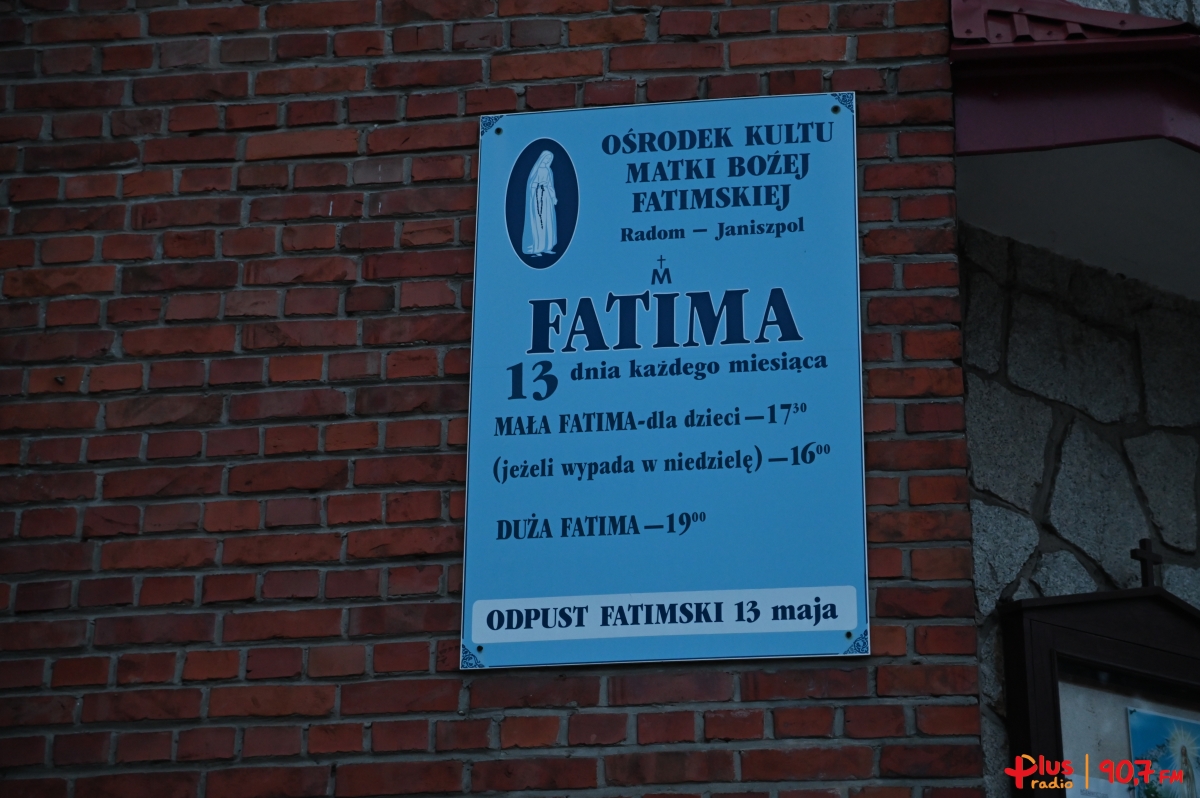 OŚRODEK KULTU
MATKI BOŹEJ
FATIMSKIEJ
Radom – Janiszpol
M
FATIMA
13 dnia każdego miesiąca
MAŁA FATIMA-dla dzieci – 17³⁰
(jeżeli wypada w niedzielę) – 16⁰⁰
DUŻA FATIMA – 19⁰⁰
ODPUST FATIMSKI 13 maja
Plus radio | 90,7 FM